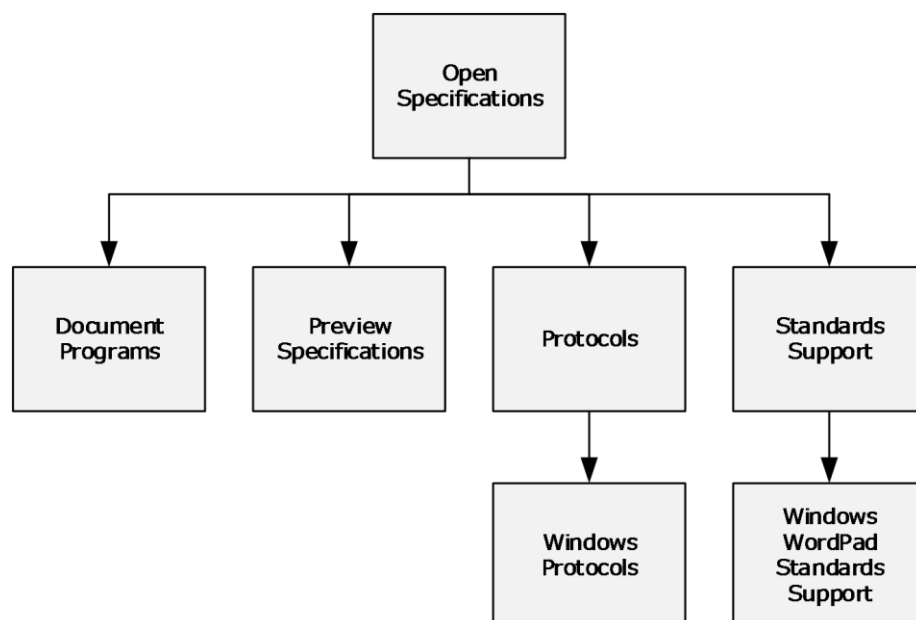 Open
Specifications
Document
Programs
Preview
Specifications
Protocols
Standards
Support
Windows
Protocols
Windows
WordPad
Standards
Support